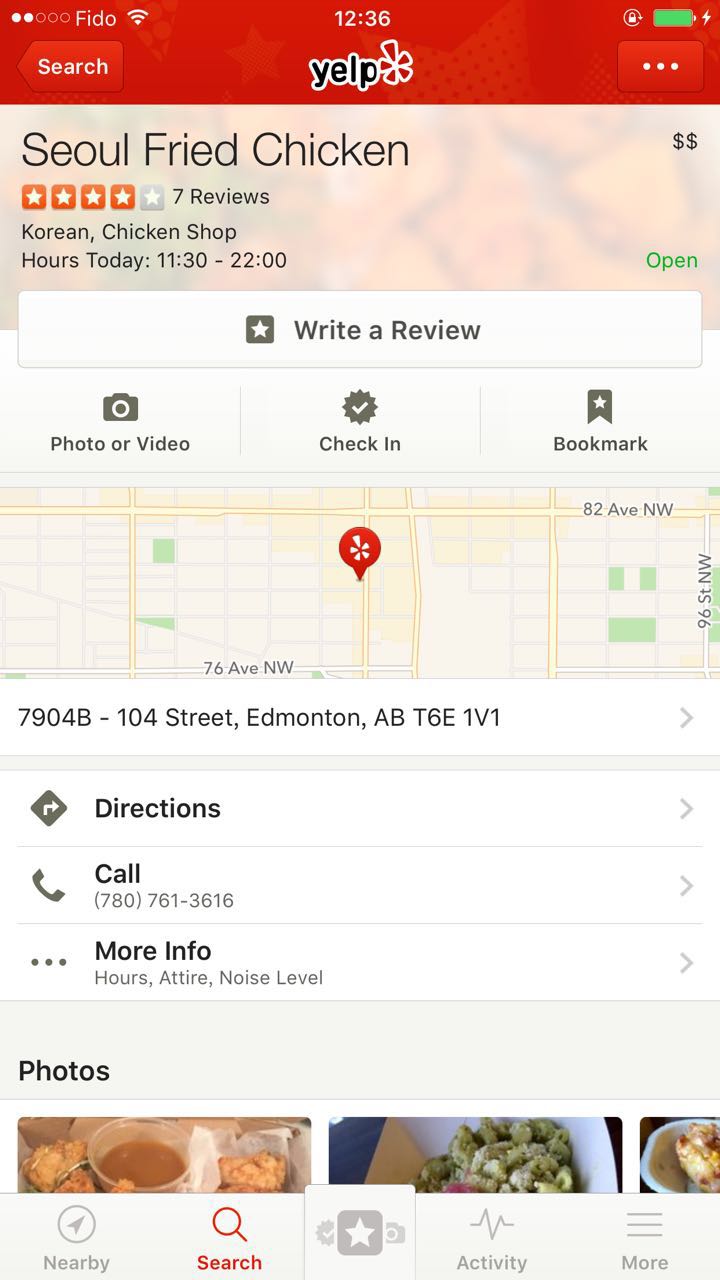 Fido 12:36
Search yelp
Seoul Fried Chicken $$
7 Reviews
Korean, Chicken Shop
Hours Today: 11:30 - 22:00 Open
Write a Review
Photo or Video Check In Bookmark
82 Ave NW
96 St NW
76 Ave NW
7904B - 104 Street, Edmonton, AB T6E 1V1
Directions
Call
(780) 761-3616
More Info
Hours, Attire, Noise Level
Photos
Nearby Search Activity More